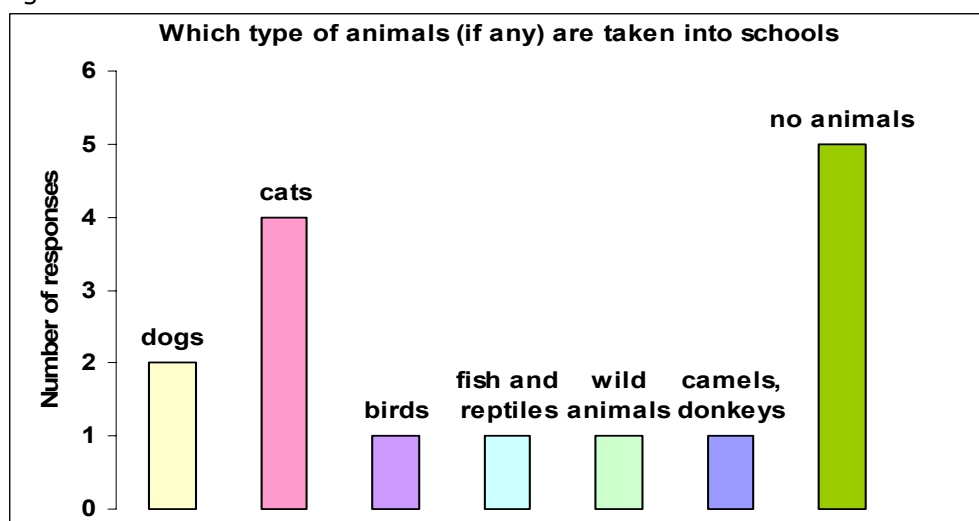 Which type of animals (if any) are taken into schools
6
5
4
3
2
1
0
Number of responses
dogs
cats
birds
fish and
reptiles
wild
animals
camels,
donkeys
no animals